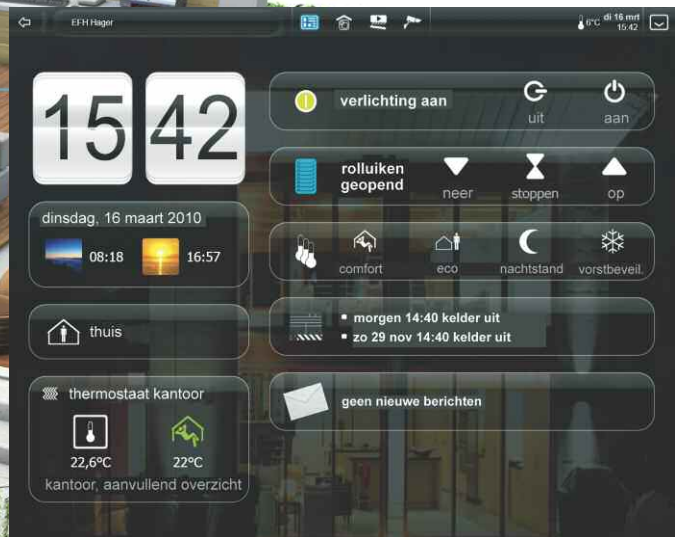 EFH Hager
6°C di 16 mrt
15:42
15 42
dinsdag, 16 maart 2010
08:18 16:57
thuis
thermostaat kantoor
22,6ºC 22ºC
kantoor, aanvullend overzicht
verlichting aan
uit aan
rolluiken
geopend
neer stoppen op
comfort eco nachtstand vorstbeveil.
morgen 14:40 kelder uit
zo 29 nov 14:40 kelder uit
geen nieuwe berichten